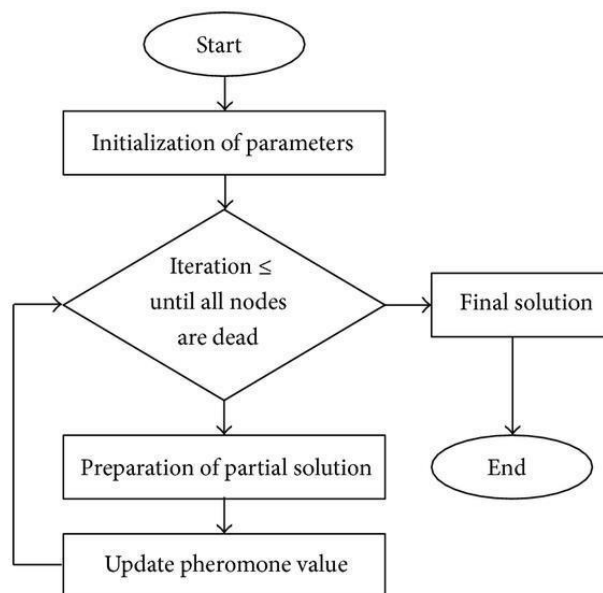 Start
Initialization of parameters
Iteration ≤
until all nodes
are dead
Final solution
Preparation of partial solution
End
Update pheromone value